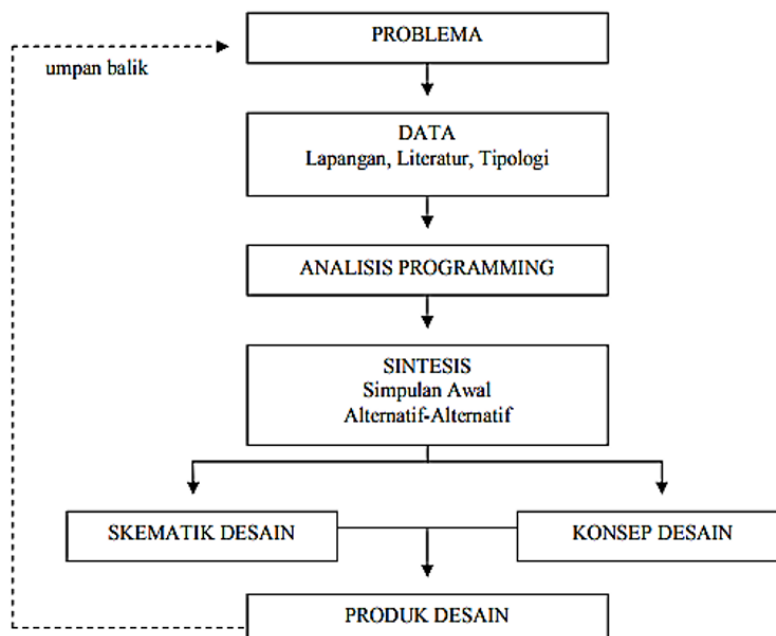 PROBLEMA
umpan balik
DATA
Lapangan, Literatur, Tipologi
ANALISIS PROGRAMMING
SINTESIS
Simpulan Awal
Alternatif-Alternatif
SKEMATIK DESAIN
KONSEP DESAIN
PRODUK DESAIN